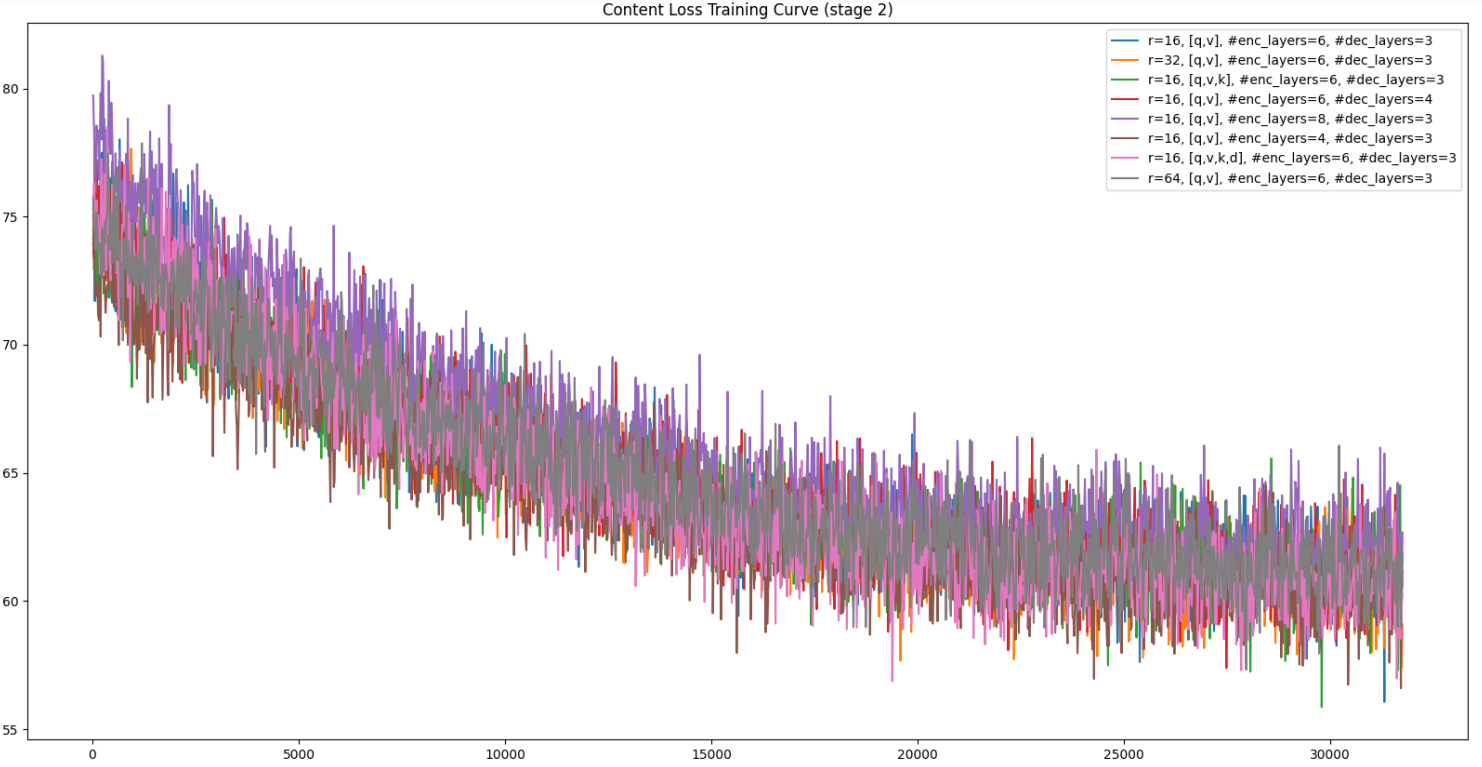 Content Loss Training Curve (stage 2)
r=16, [q,v], #enc_layers=6, #dec_layers=3
r=32, [q,v], #enc_layers=6, #dec_layers=3
r=16, [q,v,k], #enc_layers=6, #dec_layers=3
r=16, [q,v], #enc_layers=6, #dec_layers=4
r=16, [q,v], #enc_layers=8, #dec_layers=3
r=16, [q,v], #enc_layers=4, #dec_layers=3
r=16, [q,v,k,d], #enc_layers=6, #dec_layers=3
r=64, [q,v], #enc_layers=6, #dec_layers=3
80
75
70
65
60
55
0 5000 10000 15000 20000 25000 30000